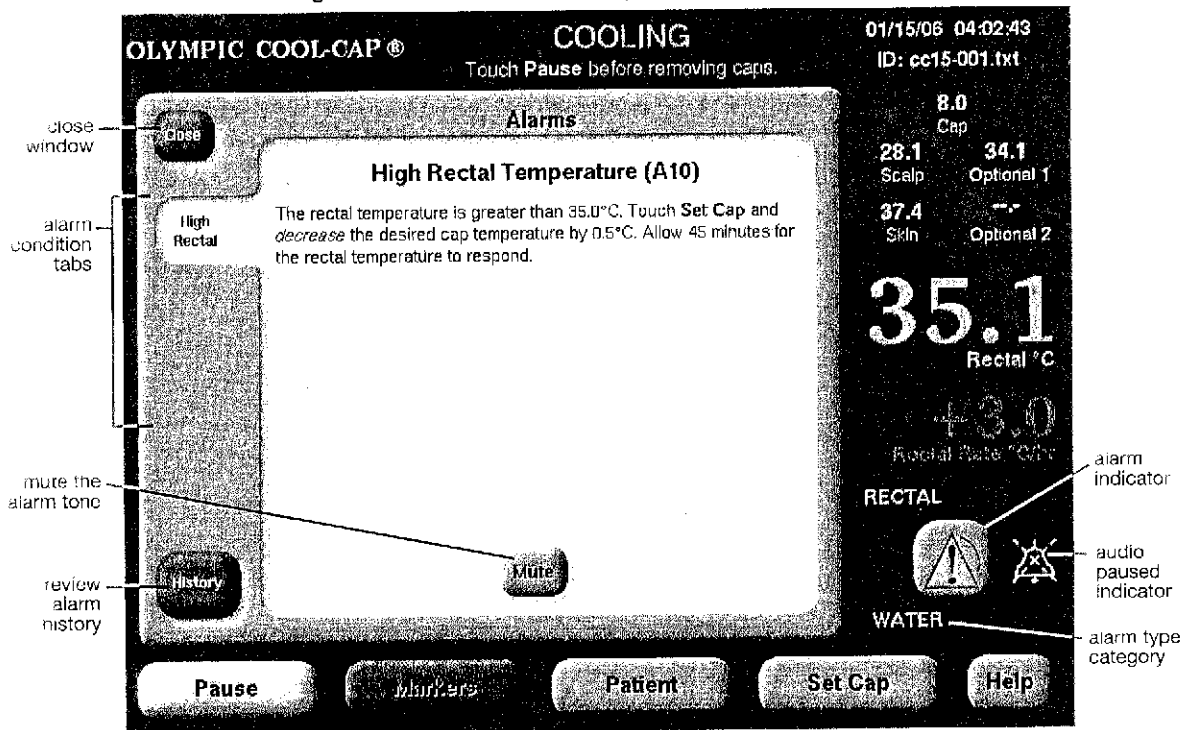 OLYMPIC COOL-CAP ®
COOLING
Touch Pause before removing caps.
01/15/06 04:02:43
ID: cc15-001.txt
close
window
Close
Alarms
8.0
Cap
28.1
Scalp
34.1
Optional 1
37.4
Skin
--.-
Optional 2
alarm
condition
tabs
High
Rectal
High Rectal Temperature (A10)
The rectal temperature is greater than 35.0°C. Touch Set Cap and
decrease the desired cap temperature by 0.5°C. Allow 45 minutes for
the rectal temperature to respond.
35.1
Rectal °C
+3.0
Rectal Rate °C/hr
mute the
alarm tone
Mute
RECTAL
alarm
indicator
audio
paused
indicator
review
alarm
history
History
WATER
alarm type
category
Pause
Markers
Patient
Set Cap
Help